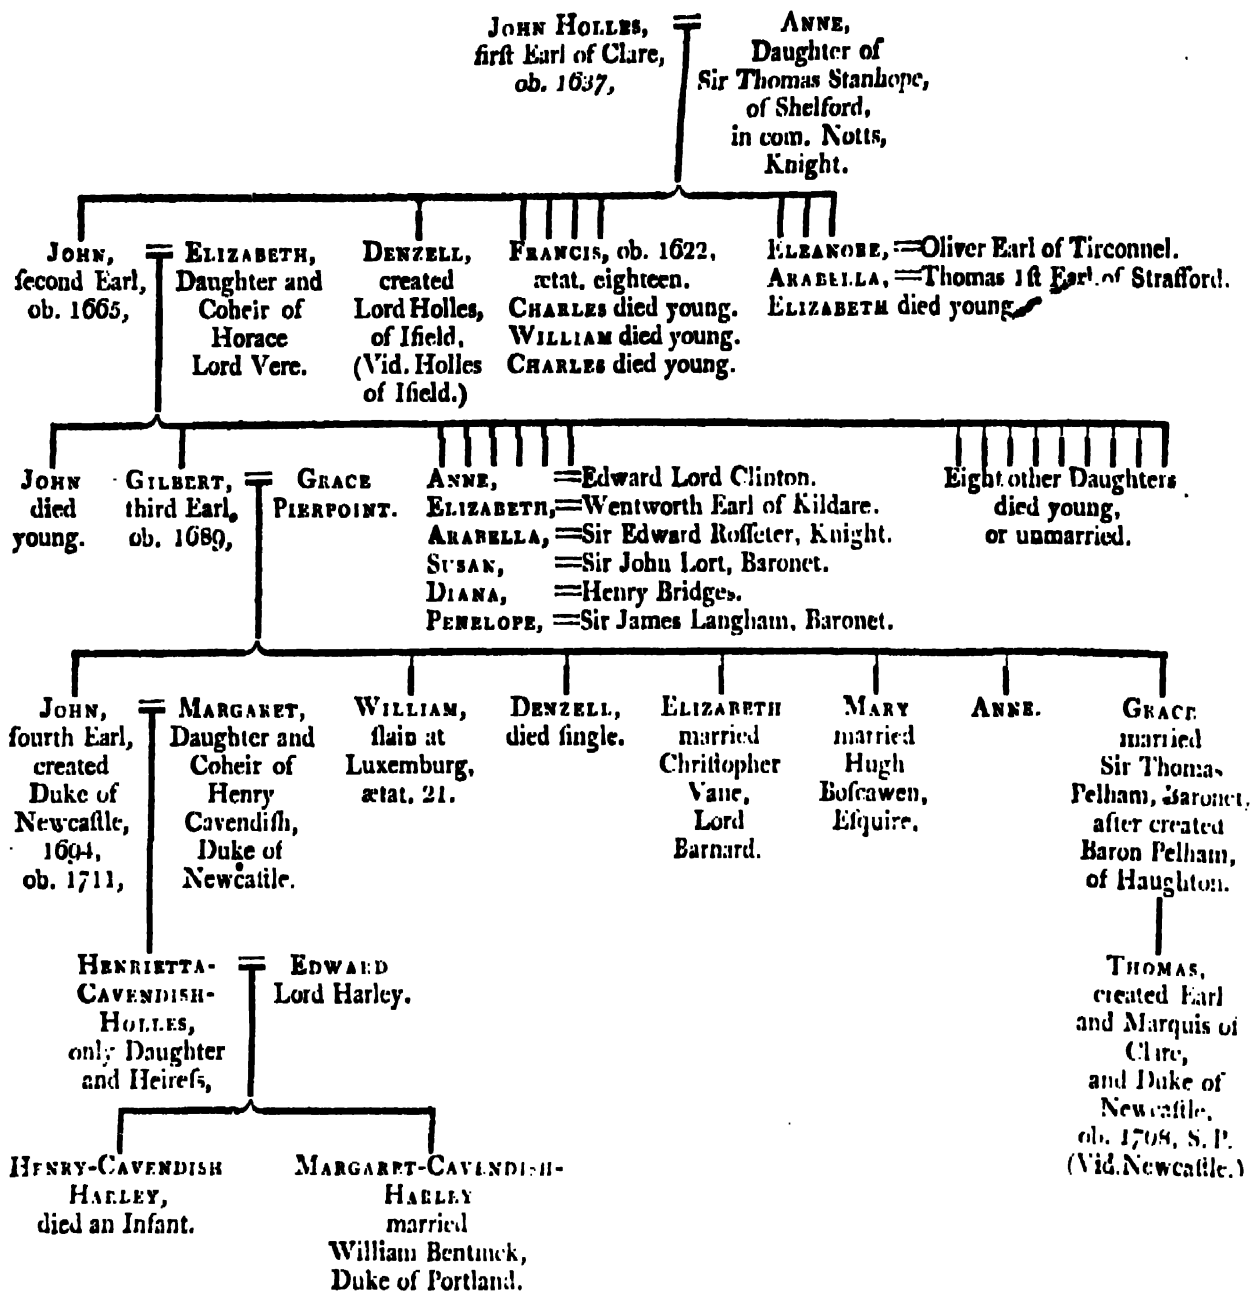 JOHN HOLLES,
firſt Earl of Clare,
ob. 1637,
ANNE,
Daughter of
Sir Thomas Stanhope,
of Shelford,
in com. Notts,
Knight.
JOHN,
ſecond Earl,
ob. 1665,
ELIZABETH,
Daughter and
Coheir of
Horace
Lord Vere.
DENZELL,
created
Lord Holles,
of Ifield,
(Vid. Holles
of Ifield.)
FRANCIS, ob. 1622,
ætat. eighteen.
CHARLES died young.
WILLIAM died young.
CHARLES died young.
ELEANORE, =Oliver Earl of Tirconnel.
ARABELLA, =Thomas 1ſt Earl of Strafford.
ELIZABETH died young
JOHN
died
young.
GILBERT,
third Earl,
ob. 1689,
GRACE
PIERPOINT.
ANNE, =Edward Lord Clinton.
ELIZABETH,=Wentworth Earl of Kildare.
ARABELLA, =Sir Edward Roſſeter, Knight.
SUSAN, =Sir John Lort, Baronet.
DIANA, =Henry Bridges.
PENELOPE, =Sir James Langham, Baronet.
Eight other Daughters
died young,
or unmarried.
JOHN,
fourth Earl,
created
Duke of
Newcaſtle,
1694,
ob. 1711,
MARGARET,
Daughter and
Coheir of
Henry
Cavendiſh,
Duke of
Newcaſtle.
WILLIAM,
ſlain at
Luxemburg,
ætat. 21.
DENZELL,
died ſingle.
ELIZABETH
married
Chriſtopher
Vane,
Lord
Barnard.
MARY
married
Hugh
Boſcawen,
Eſquire.
ANNE.
GRACE
married
Sir Thomas
Pelham, Baronet,
after created
Baron Pelham,
of Haughton.
HENRIETTA-
CAVENDISH-
HOLLES,
only Daughter
and Heireſs,
EDWARD
Lord Harley.
THOMAS,
created Earl
and Marquis of
Clare,
and Duke of
Newcaſtle,
ob. 1768, S. P.
(Vid. Newcaſtle.)
HENRY-CAVENDISH
HARLEY,
died an Infant.
MARGARET-CAVENDISH-
HARLEY
married
William Bentinck,
Duke of Portland.